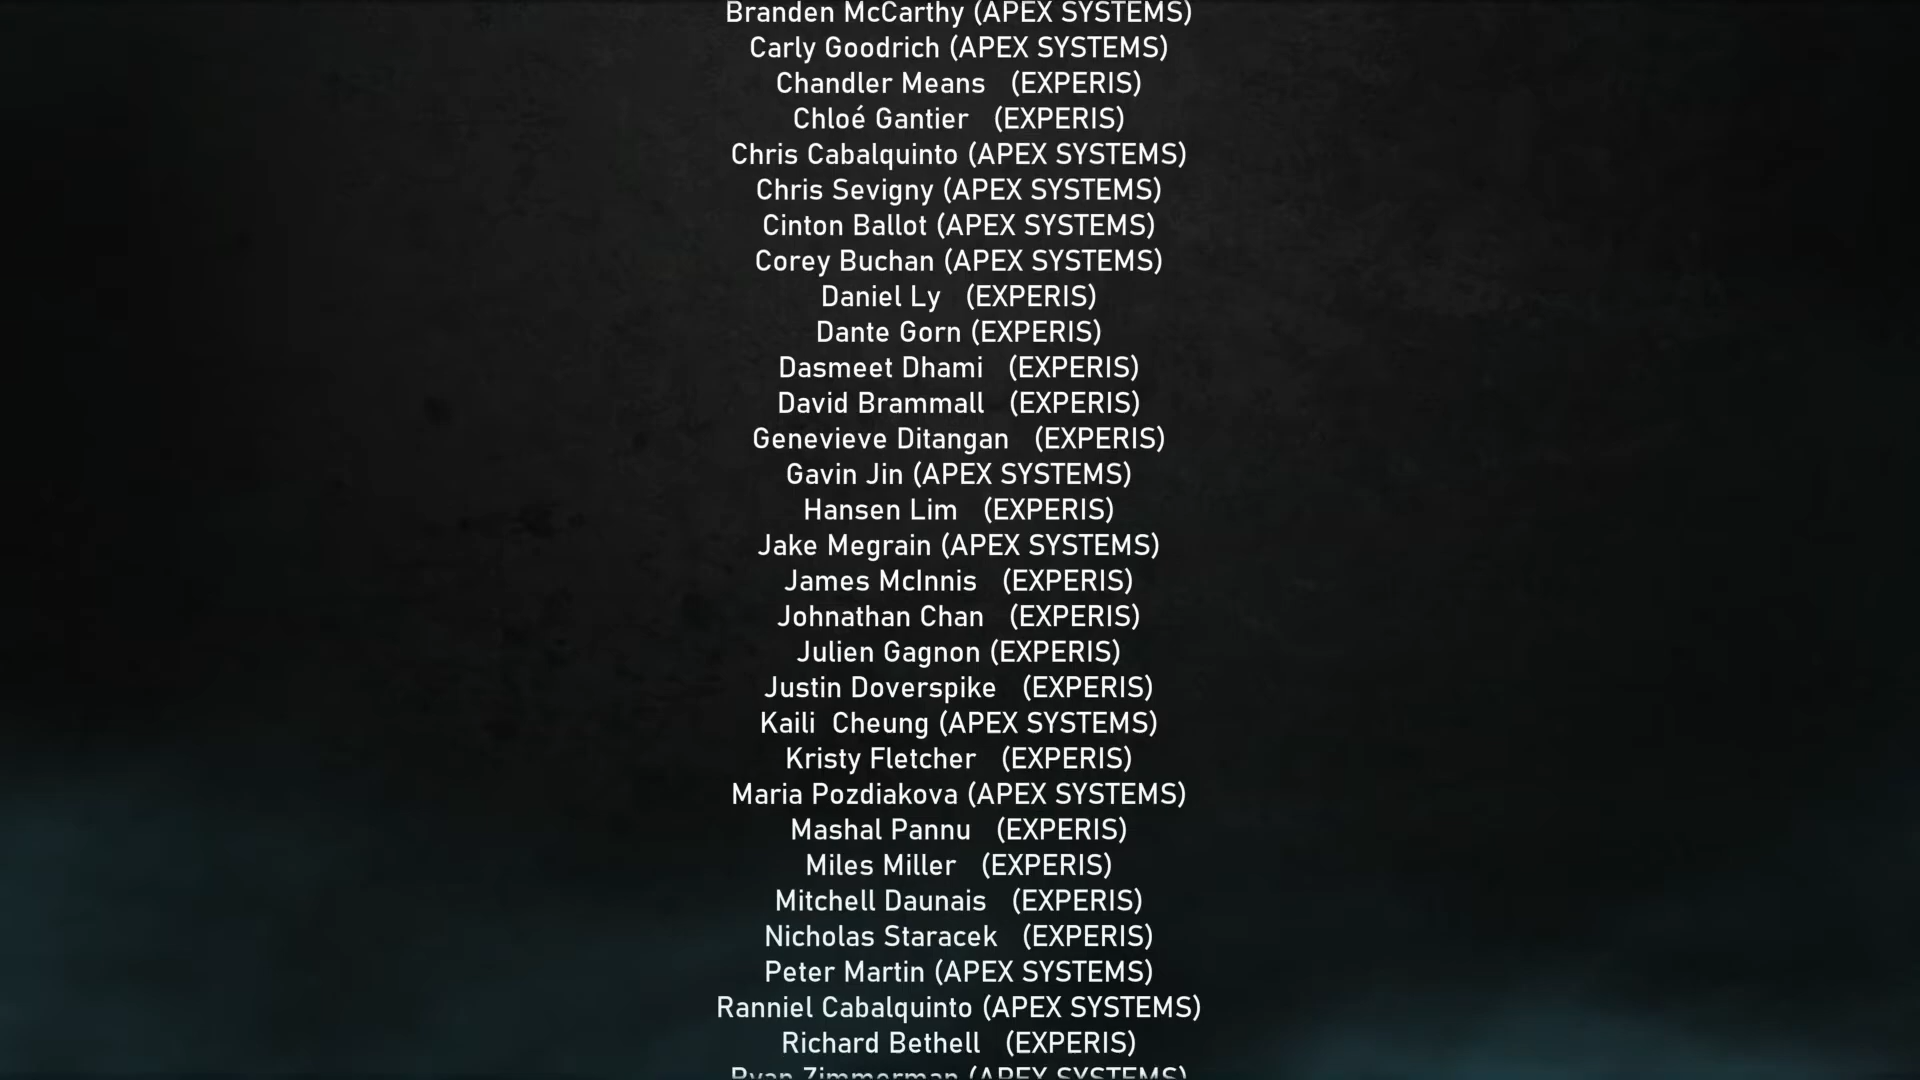 Branden McCarthy (APEX SYSTEMS)
Carly Goodrich (APEX SYSTEMS)
Chandler Means (EXPERIS)
Chloé Gantier (EXPERIS)
Chris Cabalquinto (APEX SYSTEMS)
Chris Sevigny (APEX SYSTEMS)
Cinton Ballot (APEX SYSTEMS)
Corey Buchan (APEX SYSTEMS)
Daniel Ly (EXPERIS)
Dante Gorn (EXPERIS)
Dasmeet Dhami (EXPERIS)
David Brammall (EXPERIS)
Genevieve Ditangan (EXPERIS)
Gavin Jin (APEX SYSTEMS)
Hansen Lim (EXPERIS)
Jake Megrain (APEX SYSTEMS)
James McInnis (EXPERIS)
Johnathan Chan (EXPERIS)
Julien Gagnon (EXPERIS)
Justin Doverspike (EXPERIS)
Kaili Cheung (APEX SYSTEMS)
Kristy Fletcher (EXPERIS)
Maria Pozdiakova (APEX SYSTEMS)
Mashal Pannu (EXPERIS)
Miles Miller (EXPERIS)
Mitchell Daunais (EXPERIS)
Nicholas Staracek (EXPERIS)
Peter Martin (APEX SYSTEMS)
Ranniel Cabalquinto (APEX SYSTEMS)
Richard Bethell (EXPERIS)
Ryan Zimmerman (APEX SYSTEMS)